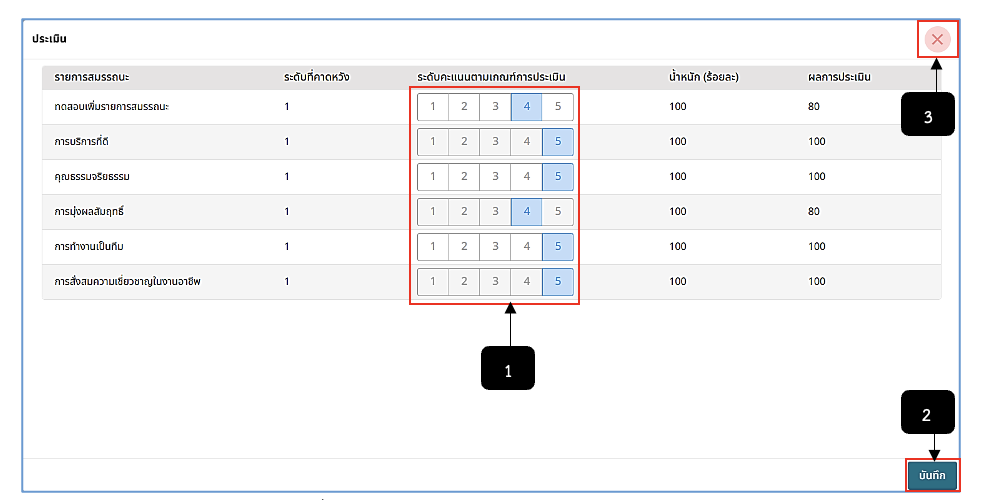 ประเมิน
รายการสมรรถนะ ระดับที่คาดหวัง ระดับคะแนนตามเกณฑ์การประเมิน น้ำหนัก (ร้อยละ) ผลการประเมิน
ทดสอบเพิ่มรายการสมรรถนะ 1 1 2 3 4 5 100 80
3
การบริการที่ดี 1 1 2 3 4 5 100 100
คุณธรรมจริยธรรม 1 1 2 3 4 5 100 100
การมุ่งผลสัมฤทธิ์ 1 1 2 3 4 5 100 80
การทำงานเป็นทีม 1 1 2 3 4 5 100 100
การสั่งสมความเชี่ยวชาญในงานอาชีพ 1 1 2 3 4 5 100 100
1
2
บันทึก